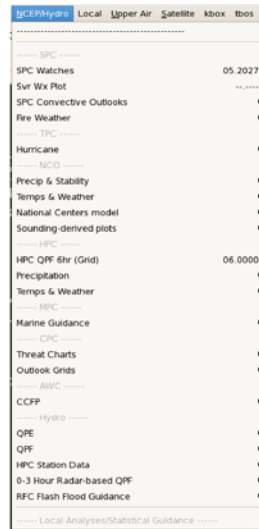 NCEP/Hydro Local Upper Air Satellite kbox tbos
------------------------------------------------
------ SPC ------
SPC Watches 05.2027
Svr Wx Plot --.----
SPC Convective Outlooks
Fire Weather
------ TPC ------
Hurricane
------ NCO ------
Precip & Stability
Temps & Weather
National Centers model
Sounding-derived plots
------ HPC ------
HPC QPF 6hr (Grid) 06.0000
Precipitation
Temps & Weather
------ MPC ------
Marine Guidance
------ CPC ------
Threat Charts
Outlook Grids
------ AWC ------
CCFP
------ Hydro ------
QPE
QPF
HPC Station Data
0-3 Hour Radar-based QPF
RFC Flash Flood Guidance
------ Local Analyses/Statistical Guidance ------